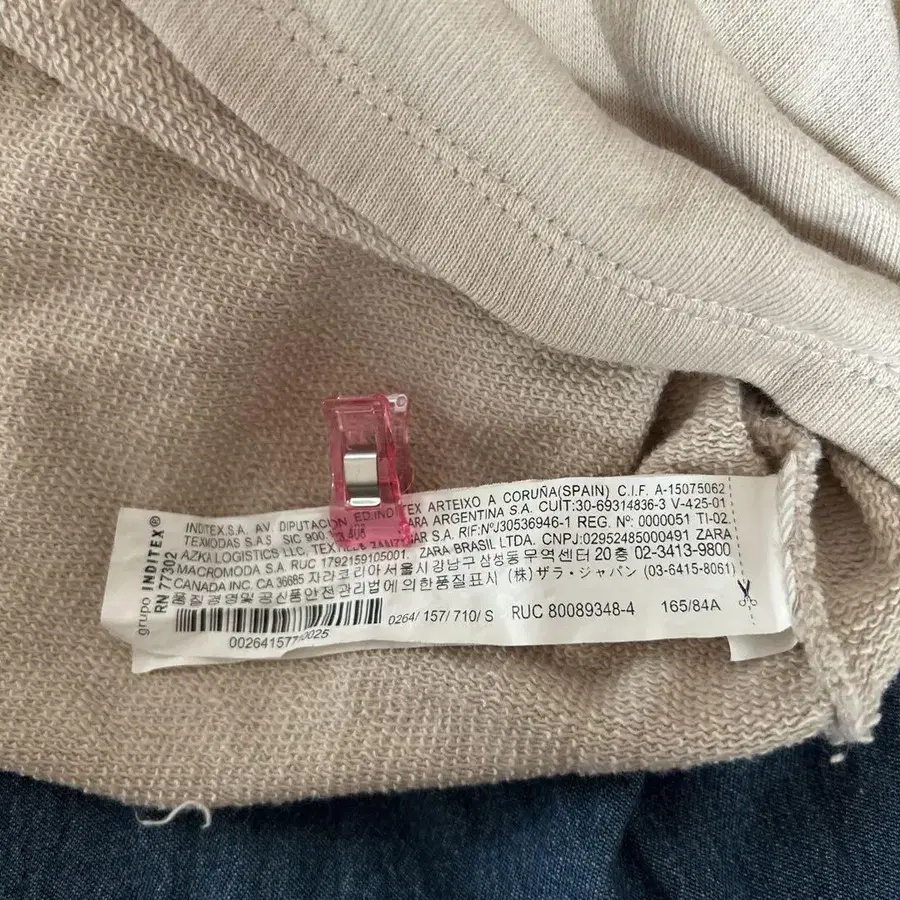 grupo INDITEX®
RN 77302
INDITEX.S.A. AV. DIPUTACION ED.INDITEX ARTEIXO A CORUÑA(SPAIN) C.I.F. A-15075062
TEXMODAS S.A.S SIC 900. ZARA ARGENTINA S.A. CUIT:30-69314836-3 V-425-01
AZKA LOGISTICS LLC, S.A. RIF:NºJ30536946-1 REG. Nº: 0000051 TI-02.
MACROMODA S.A. RUC 1792159105001. ZARA BRASIL LTDA. CNPJ:02952485000491 ZARA
CANADA INC. CA 36685 자라코리아서울시강남구삼성동무역센터 20층 02-3413-9800
품질경영및공산품안전관리법에의한품질표시 (株)ザラ・ジャパン (03-6415-8061)
0264/ 157/ 710/ S RUC 80089348-4 165/84A